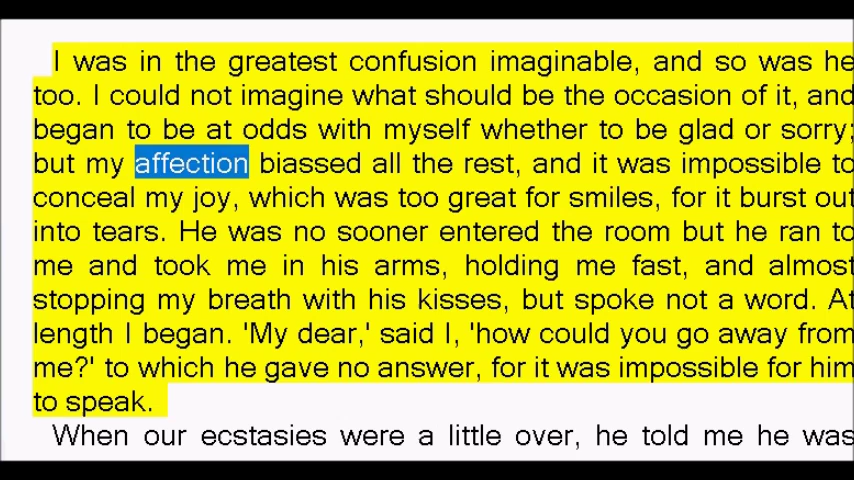 I was in the greatest confusion imaginable, and so was he
too. I could not imagine what should be the occasion of it, and
began to be at odds with myself whether to be glad or sorry;
but my affection biassed all the rest, and it was impossible to
conceal my joy, which was too great for smiles, for it burst out
into tears. He was no sooner entered the room but he ran to
me and took me in his arms, holding me fast, and almost
stopping my breath with his kisses, but spoke not a word. At
length I began. 'My dear,' said I, 'how could you go away from
me?' to which he gave no answer, for it was impossible for him
to speak.
When our ecstasies were a little over, he told me he was